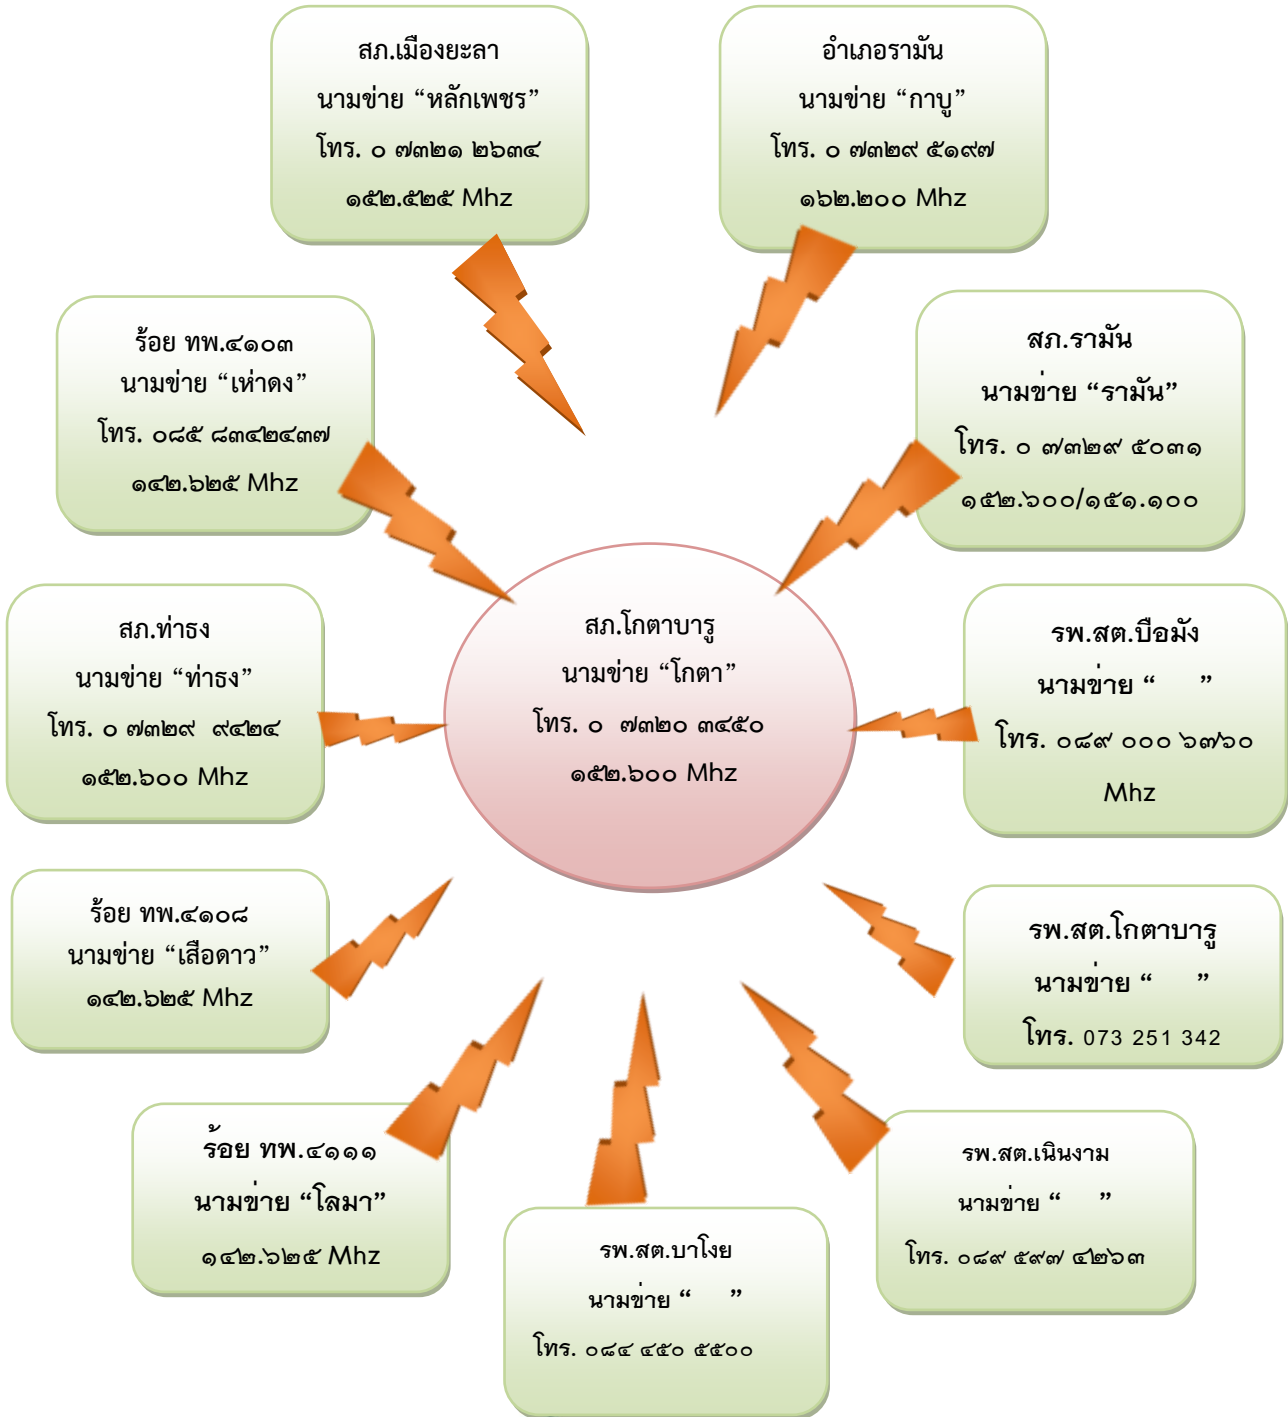 สภ.เมืองยะลา
นามข่าย “หลักเพชร”
โทร. ๐ ๗๓๒๑ ๒๖๓๔
๑๕๒.๕๒๕ Mhz
อำเภอรามัน
นามข่าย “กาบู”
โทร. ๐ ๗๓๒๙ ๕๑๙๗
๑๖๒.๒๐๐ Mhz
ร้อย ทพ.๔๑๐๓
นามข่าย “เห่าดง”
โทร. ๐๘๕ ๘๓๔๒๔๓๗
๑๔๒.๖๒๕ Mhz
สภ.รามัน
นามข่าย “รามัน”
โทร. ๐ ๗๓๒๙ ๕๐๓๑
๑๕๒.๖๐๐/๑๕๑.๑๐๐
สภ.ท่าธง
นามข่าย “ท่าธง”
โทร. ๐ ๗๓๒๙ ๙๔๒๔
๑๕๒.๖๐๐ Mhz
สภ.โกตาบารู
นามข่าย “โกตา”
โทร. ๐ ๗๓๒๐ ๓๔๕๐
๑๕๒.๖๐๐ Mhz
รพ.สต.บือมัง
นามข่าย “ ”
โทร. ๐๘๙ ๐๐๐ ๖๓๖๐
Mhz
ร้อย ทพ.๔๑๐๘
นามข่าย “เสือดาว”
๑๔๒.๖๒๕ Mhz
รพ.สต.โกตาบารู
นามข่าย “ ”
โทร. 073 251 342
ร้อย ทพ.๔๑๑๑
นามข่าย “โลมา”
๑๔๒.๖๒๕ Mhz
รพ.สต.บาโงย
นามข่าย “ ”
โทร. ๐๘๔ ๔๕๐ ๕๕๐๐
รพ.สต.เนินงาม
นามข่าย “ ”
โทร. ๐๘๙ ๕๙๗ ๔๒๖๓